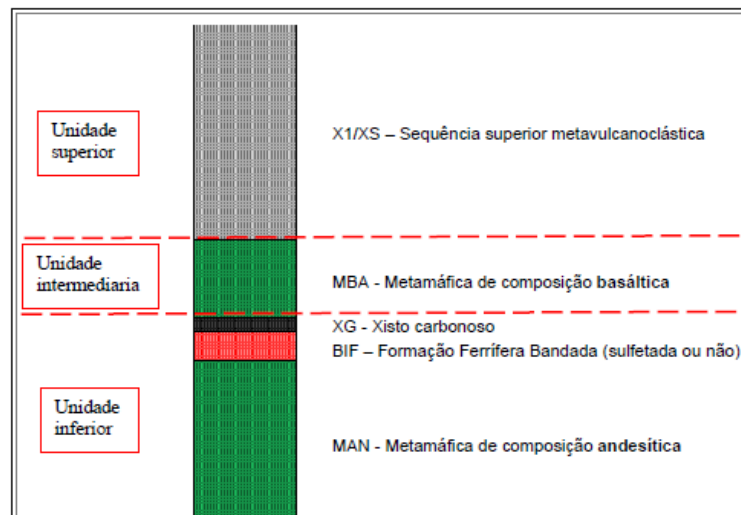 Unidade
superior
X1/XS – Sequência superior metavulcanoclástica
Unidade
intermediaria
MBA - Metamáfica de composição basáltica
XG - Xisto carbonoso
BIF – Formação Ferrífera Bandada (sulfetada ou não)
Unidade
inferior
MAN - Metamáfica de composição andesítica